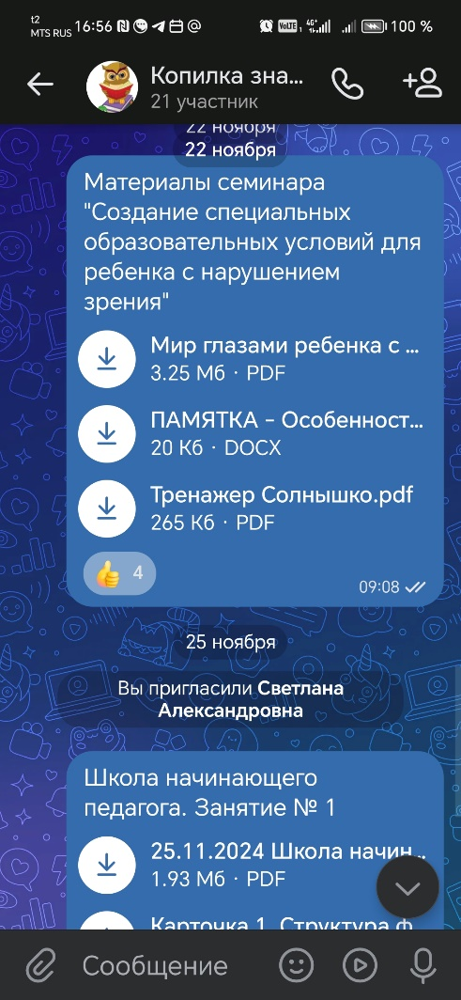 t2
MTS RUS 16:56
VoLTE 4G+ 100 %
Копилка зна...
21 участник
22 ноября
22 ноября
Материалы семинара
"Создание специальных
образовательных условий для
ребенка с нарушением
зрения"
Мир глазами ребенка с ...
3.25 Мб · PDF
ПАМЯТКА - Особенност...
20 Кб · DOCX
Тренажер Солнышко.pdf
265 Кб · PDF
4
09:08
25 ноября
Вы пригласили Светлана
Александровна
Школа начинающего
педагога. Занятие № 1
25.11.2024 Школа начин...
1.93 Мб · PDF
Карточка 1. Структура ф
Сообщение